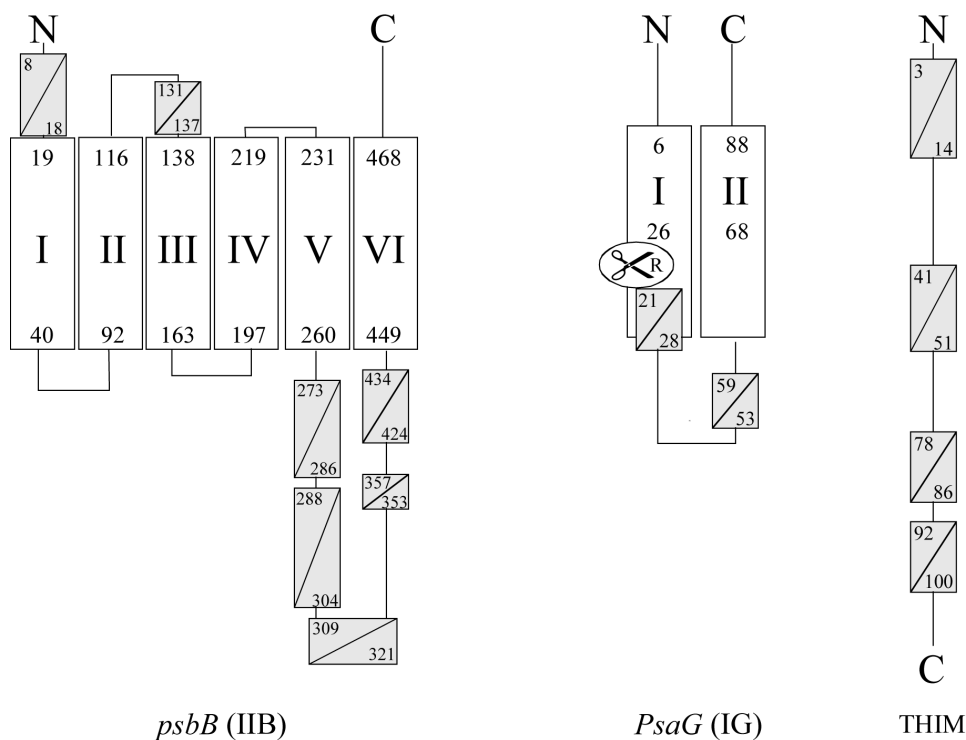 N C N C N
8 3
18 131
137 14
19 116 138 219 231 468 6 88
I II III IV V VI I II
26 68
R
41
21
28 51
40 92 163 197 260 449
273 434 59
53
424 78
286 357
353 86
288
92
304 100
309
321
C
psbB (IIB) PsaG (IG) THIM